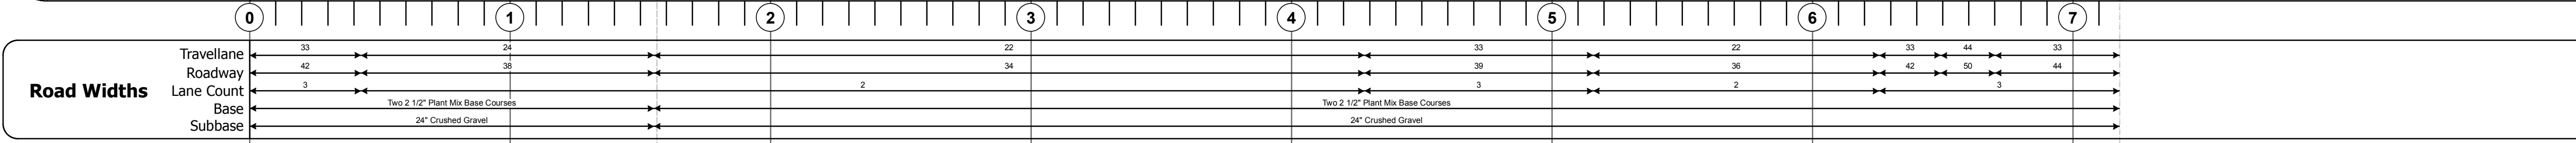 0 1 2 3 4 5 6 7
Road Widths
Travellane 33 24 22 33 22 33 44 33
Roadway 42 38 34 39 36 42 50 44
Lane Count 3 2 3 2 3
Base Two 2 1/2" Plant Mix Base Courses Two 2 1/2" Plant Mix Base Courses
Subbase 24" Crushed Gravel 24" Crushed Gravel